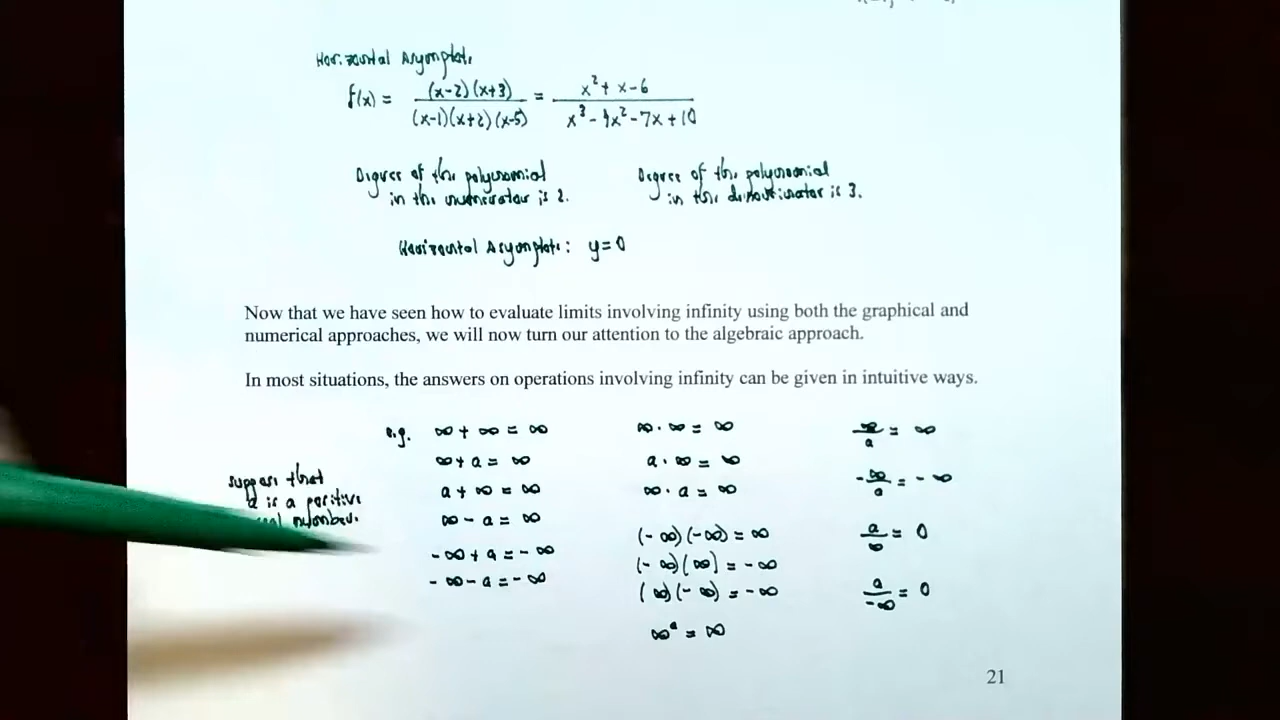 Horizontal Asymptote
f(x) = (x-2)(x+3) / (x-1)(x+2)(x-5) = x²+x-6 / x³-4x²-7x+10
Degree of the polynomial
in the numerator is 2.
Degree of the polynomial
in the denominator is 3.
Horizontal Asymptote: y=0
Now that we have seen how to evaluate limits involving infinity using both the graphical and
numerical approaches, we will now turn our attention to the algebraic approach.
In most situations, the answers on operations involving infinity can be given in intuitive ways.
suppose that
a is a positive
number.
e.g. ∞ + ∞ = ∞
∞ + a = ∞
a + ∞ = ∞
∞ - a = ∞
-∞ + a = -∞
-∞ - a = -∞
∞ · ∞ = ∞
a · ∞ = ∞
∞ · a = ∞
(-∞)(-∞) = ∞
(-∞)(∞) = -∞
(∞)(-∞) = -∞
∞ᵃ = ∞
∞/a = ∞
-∞/a = -∞
a/∞ = 0
a/-∞ = 0
21